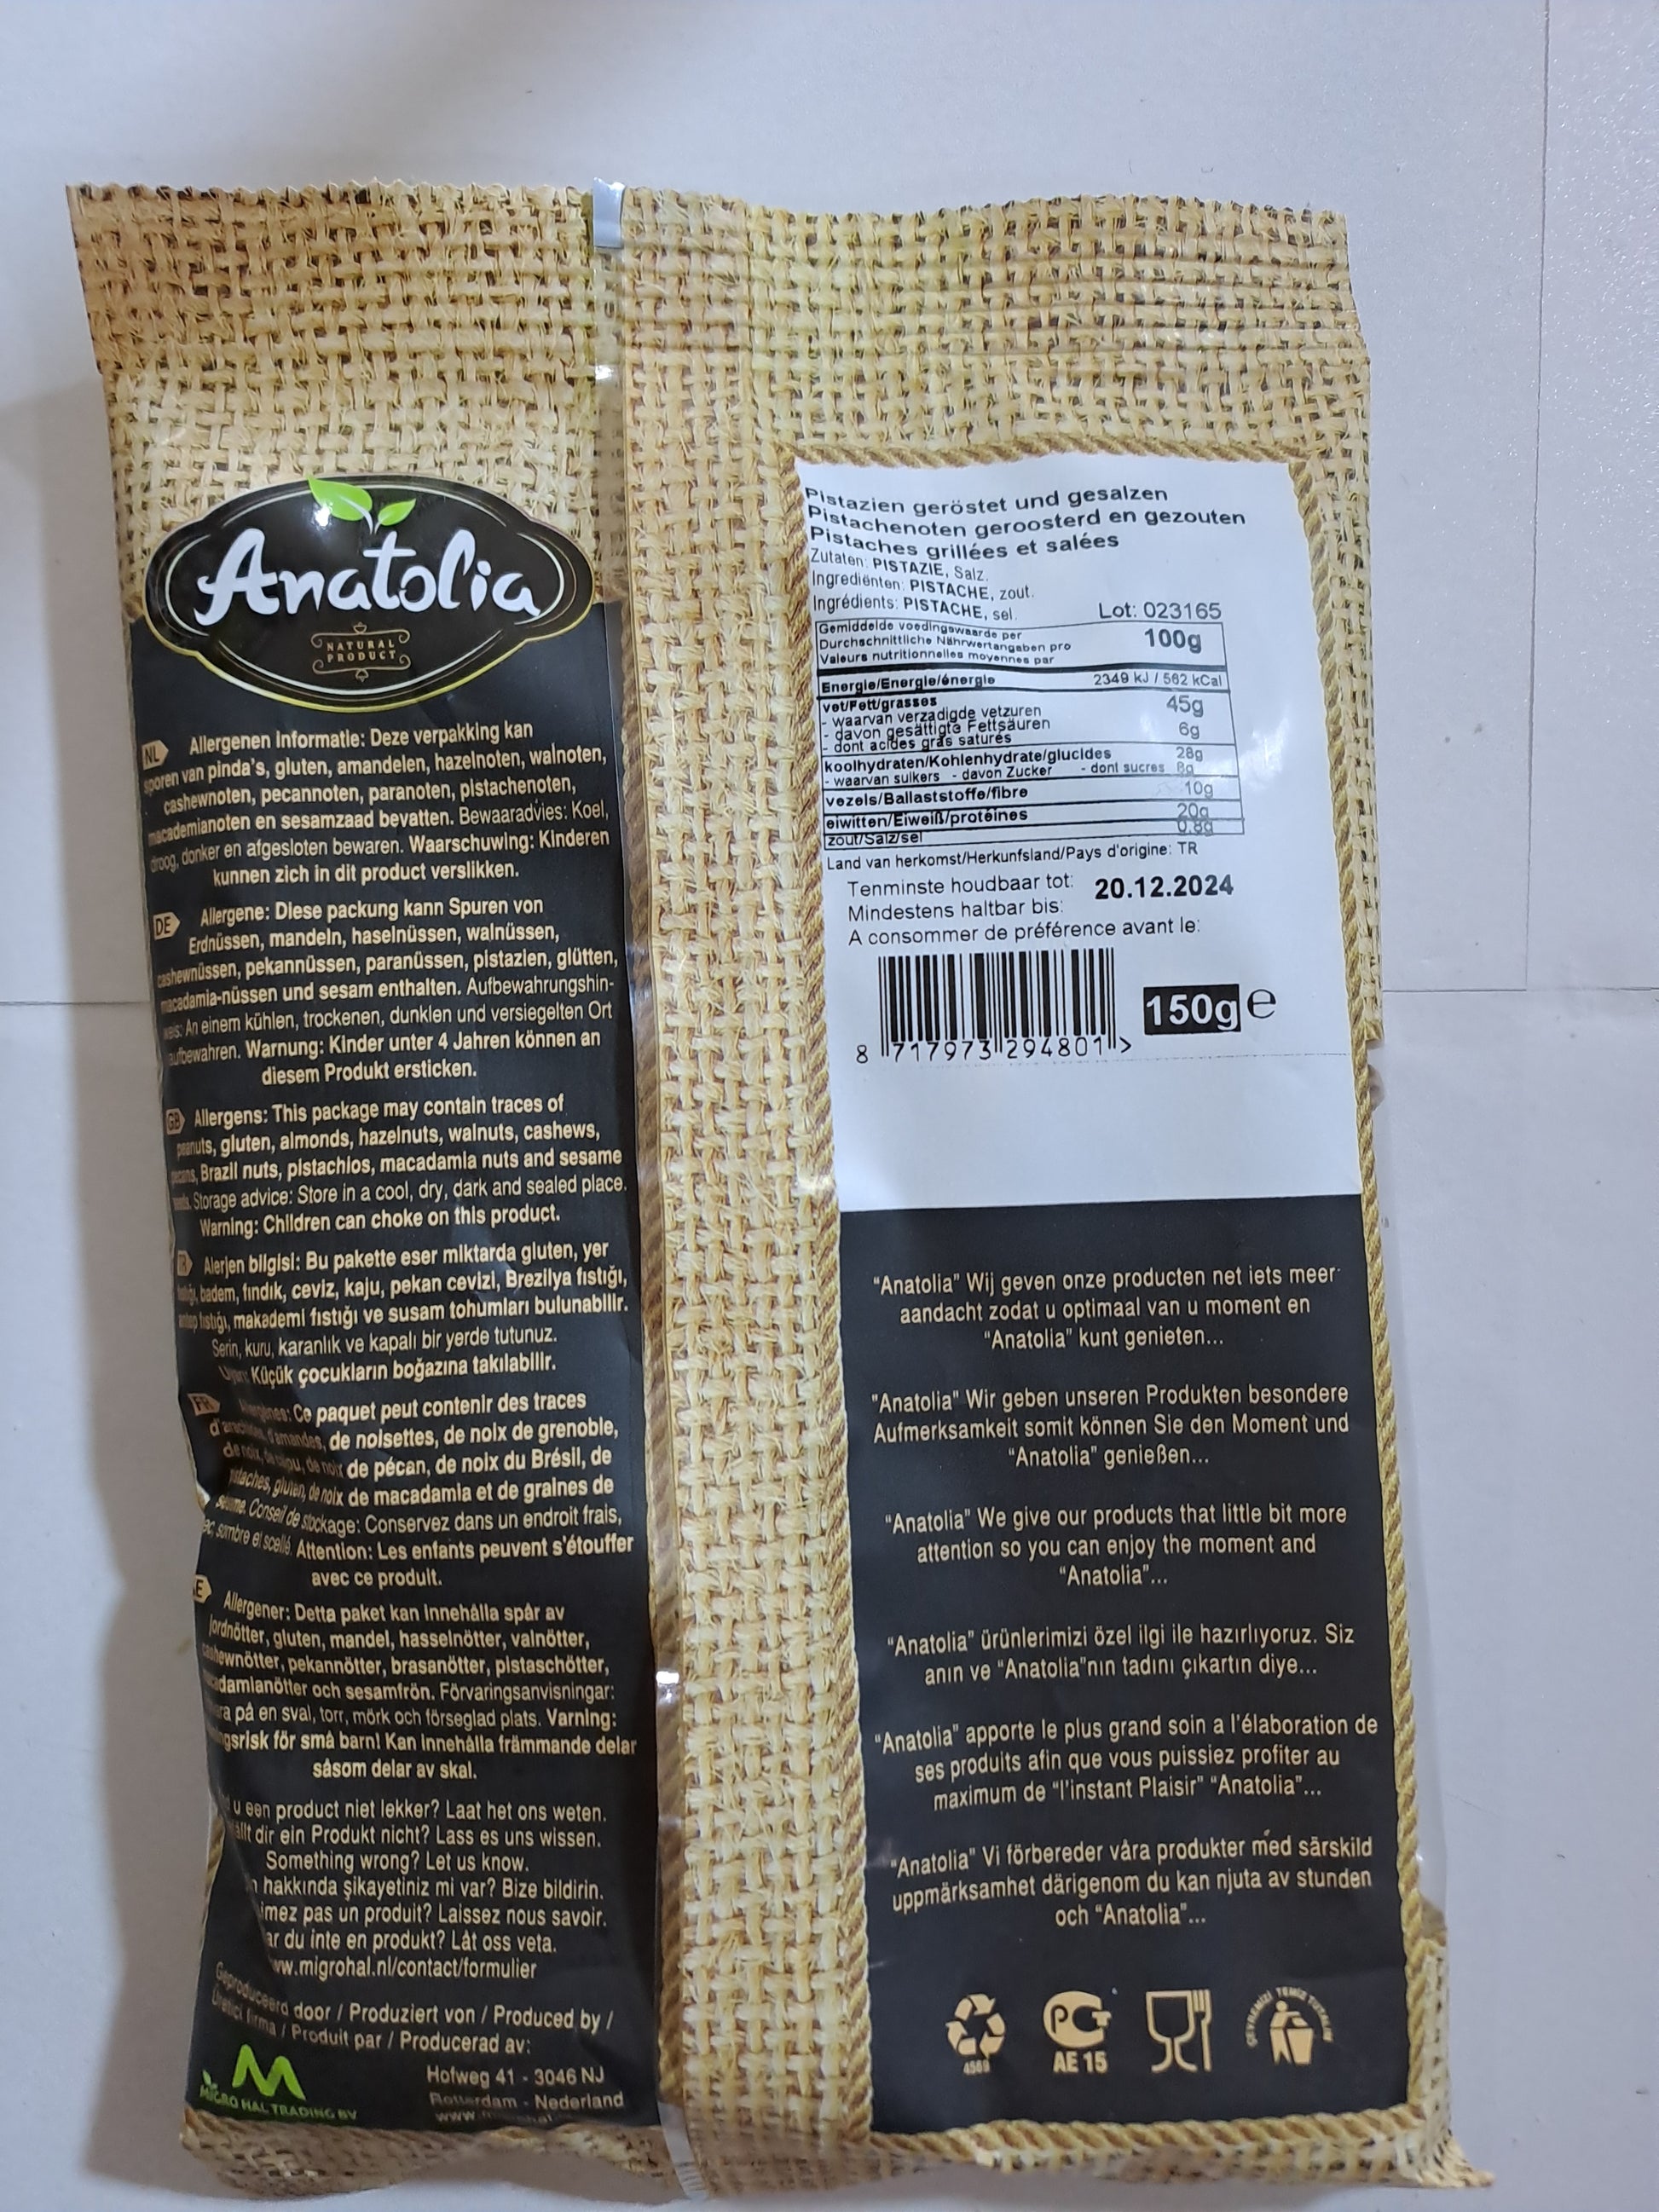 Anatolia
NATURAL
PRODUCT
NL Allergenen Informatie: Deze verpakking kan
sporen van pinda's, gluten, amandelen, hazelnoten, walnoten,
cashewnoten, pecannoten, paranoten, pistachenoten,
macademianoten en sesamzaad bevatten. Bewaaradvies: Koel,
droog, donker en afgesloten bewaren. Waarschuwing: Kinderen
kunnen zich in dit product verslikken.
DE Allergene: Diese packung kann Spuren von
Erdnüssen, mandeln, haselnüssen, walnüssen,
cashewnüssen, pekannüssen, paranüssen, pistazien, glütten,
macadamia-nüssen und sesam enthalten. Aufbewahrungshin-
weis: An einem kühlen, trockenen, dunklen und versiegelten Ort
aufbewahren. Warnung: Kinder unter 4 Jahren können an
diesem Produkt ersticken.
GB Allergens: This package may contain traces of
peanuts, gluten, almonds, hazelnuts, walnuts, cashews,
pecans, Brazil nuts, pistachios, macadamia nuts and sesame
Storage advice: Store in a cool, dry, dark and sealed place.
Warning: Children can choke on this product.
Alerjen bilgisi: Bu pakette eser miktarda gluten, yer
badem, fındık, ceviz, kaju, pekan cevizi, Brezilya fıstığı,
fıstığı, makademi fıstığı ve susam tohumları bulunabilir.
Serin, kuru, karanlık ve kapalı bir yerde tutunuz.
Küçük çocukların boğazına takılabilir.
FR Ce paquet peut contenir des traces
d'amandes, de noisettes, de noix de grenoble,
de noix de pécan, de noix du Brésil, de
gluten, de noix de macadamia et de graines de
Conseil de stockage: Conservez dans un endroit frais,
sombre et scellé. Attention: Les enfants peuvent s'étouffer
avec ce produit.
Allergener: Detta paket kan innehålla spår av
jordnötter, gluten, mandel, hasselnötter, valnötter,
cashewnötter, pekannötter, brasanötter, pistaschötter,
och sesamfrön. Förvaringsanvisningar:
på en sval, torr, mörk och förseglad plats. Varning:
för små barn! Kan innehålla främmande delar
såsom delar av skal.
u een product niet lekker? Laat het ons weten.
dir ein Produkt nicht? Lass es uns wissen.
Something wrong? Let us know.
hakkında şikayetiniz mi var? Bize bildirin.
pas un produit? Laissez nous savoir.
du inte en produkt? Låt oss veta.
www.migrohal.nl/contact/formulier
Geproduceerd door / Produziert von / Produced by /
Üretici firma / Produit par / Producerad av:
MIGRO HAL TRADING BV
Hofweg 41 - 3046 NJ
Rotterdam - Nederland
Pistazien geröstet und gesalzen
Pistachenoten geroosterd en gezouten
Pistaches grillées et salées
Zutaten: PISTAZIE, Salz.
Ingrediënten: PISTACHE, zout.
Ingrédients: PISTACHE, sel.
Lot: 023165
Gemiddelde voedingswaarde per
Durchschnittliche Nährwertangaben pro
Valeurs nutritionnelles moyennes par
100g
Energie/Energie/énergie 2349 kJ / 562 kCal
vet/Fett/grasses 45g
- waarvan verzadigde vetzuren
- davon gesättigte Fettsäuren 6g
- dont acides gras saturés
koolhydraten/Kohlenhydrate/glucides 28g
- waarvan suikers - davon Zucker - dont sucres 8g
vezels/Ballaststoffe/fibre 10g
eiwitten/Eiweiß/protéines 20g
zout/Salz/sel 0.8g
Land van herkomst/Herkunfsland/Pays d'origine: TR
Tenminste houdbaar tot: 20.12.2024
Mindestens haltbar bis:
A consommer de préférence avant le:
8 717973 294801 >
150g e
"Anatolia" Wij geven onze producten net iets meer
aandacht zodat u optimaal van u moment en
"Anatolia" kunt genieten...
"Anatolia" Wir geben unseren Produkten besondere
Aufmerksamkeit somit können Sie den Moment und
"Anatolia" genießen...
"Anatolia" We give our products that little bit more
attention so you can enjoy the moment and
"Anatolia"...
"Anatolia" ürünlerimizi özel ilgi ile hazırlıyoruz. Siz
anın ve "Anatolia"nın tadını çıkartın diye...
"Anatolia" apporte le plus grand soin a l'élaboration de
ses produits afin que vous puissiez profiter au
maximum de "l'instant Plaisir" "Anatolia"...
"Anatolia" Vi förbereder våra produkter med särskild
uppmärksamhet därigenom du kan njuta av stunden
och "Anatolia"...
4589
AE 15
ÇEVREMİZİ TEMİZ TUTALIM